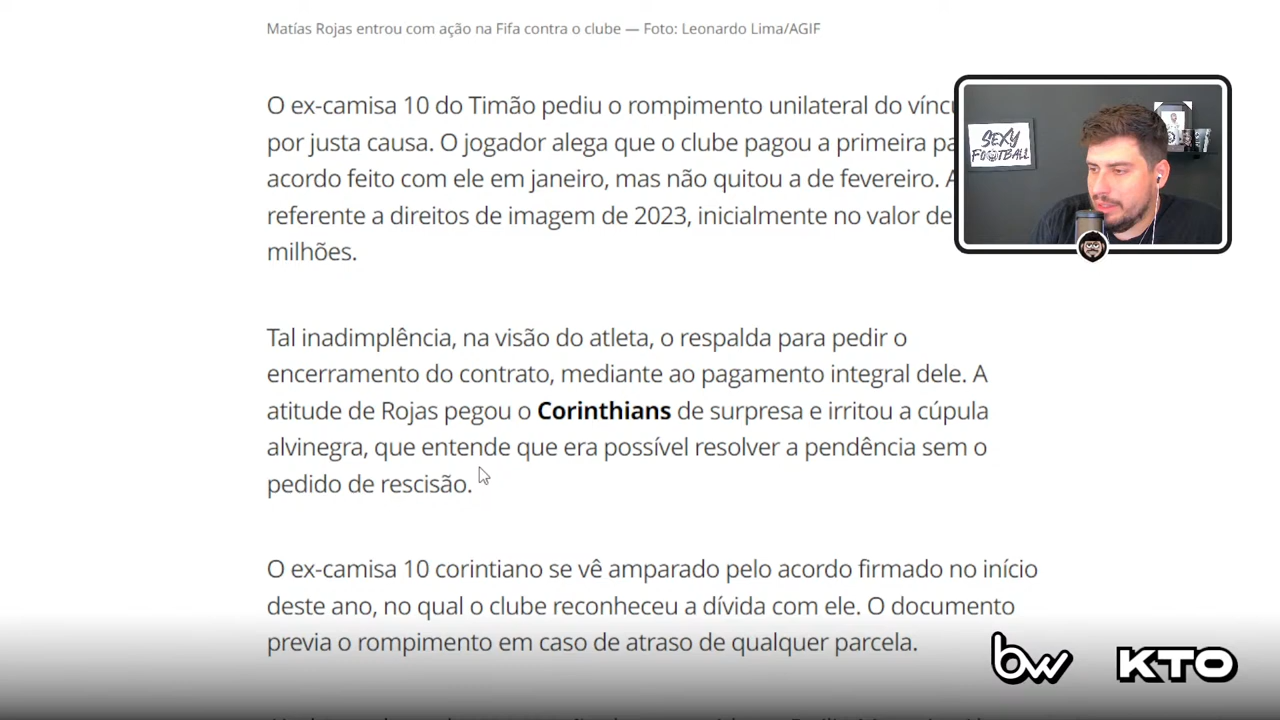 Matías Rojas entrou com ação na Fifa contra o clube — Foto: Leonardo Lima/AGIF
O ex-camisa 10 do Timão pediu o rompimento unilateral do
por justa causa. O jogador alega que o clube pagou a primeira
acordo feito com ele em janeiro, mas não quitou a de fevereiro.
referente a direitos de imagem de 2023, inicialmente no valor de
milhões.
SEXY
FOOTBALL
Tal inadimplência, na visão do atleta, o respalda para pedir o
encerramento do contrato, mediante ao pagamento integral dele. A
atitude de Rojas pegou o Corinthians de surpresa e irritou a cúpula
alvinegra, que entende que era possível resolver a pendência sem o
pedido de rescisão.
O ex-camisa 10 corintiano se vê amparado pelo acordo firmado no início
deste ano, no qual o clube reconheceu a dívida com ele. O documento
previa o rompimento em caso de atraso de qualquer parcela.
bw KTO